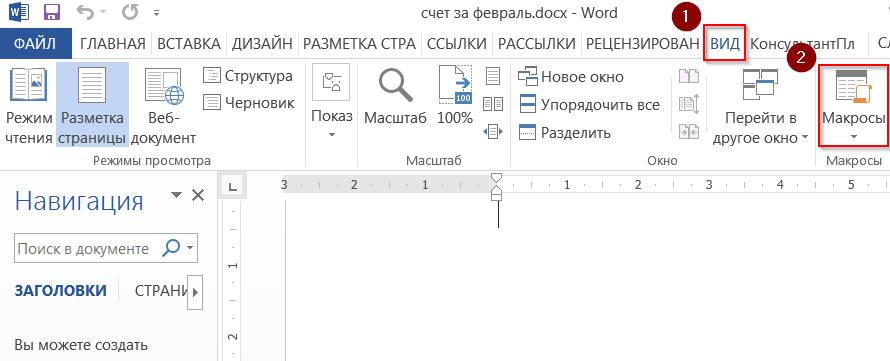 счет за февраль.docx - Word
1
ФАЙЛ ГЛАВНАЯ ВСТАВКА ДИЗАЙН РАЗМЕТКА СТРА ССЫЛКИ РАССЫЛКИ РЕЦЕНЗИРОВАН ВИД КонсультантПл
2
Режим чтения
Разметка страницы
Веб-документ
Структура
Черновик
Режимы просмотра
Показ
Масштаб
100
100%
Масштаб
Новое окно
Упорядочить все
Разделить
Перейти в другое окно
Окно
Макросы
Макросы
Навигация
Поиск в документе
ЗАГОЛОВКИ СТРАНИ
Вы можете создать
3 2 1 1 2 3 4 5
1
2